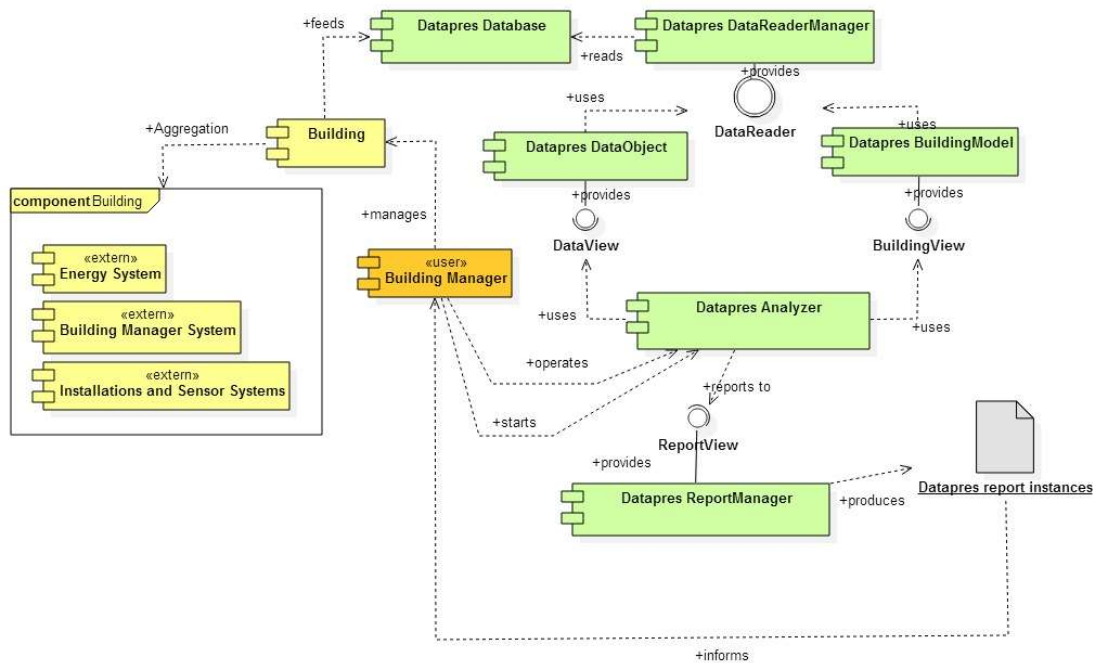 +feeds
Datapres Database
Datapres DataReaderManager
+reads
+provides
+uses
DataReader
+Aggregation
Building
Datapres DataObject
+uses
Datapres BuildingModel
component Building
+provides
+provides
+manages
DataView
BuildingView
«extern»
Energy System
«user»
Building Manager
«extern»
Building Manager System
+uses
Datapres Analyzer
+uses
+operates
«extern»
Installations and Sensor Systems
+reports to
+starts
ReportView
+provides
Datapres ReportManager
+produces
Datapres report instances
+informs